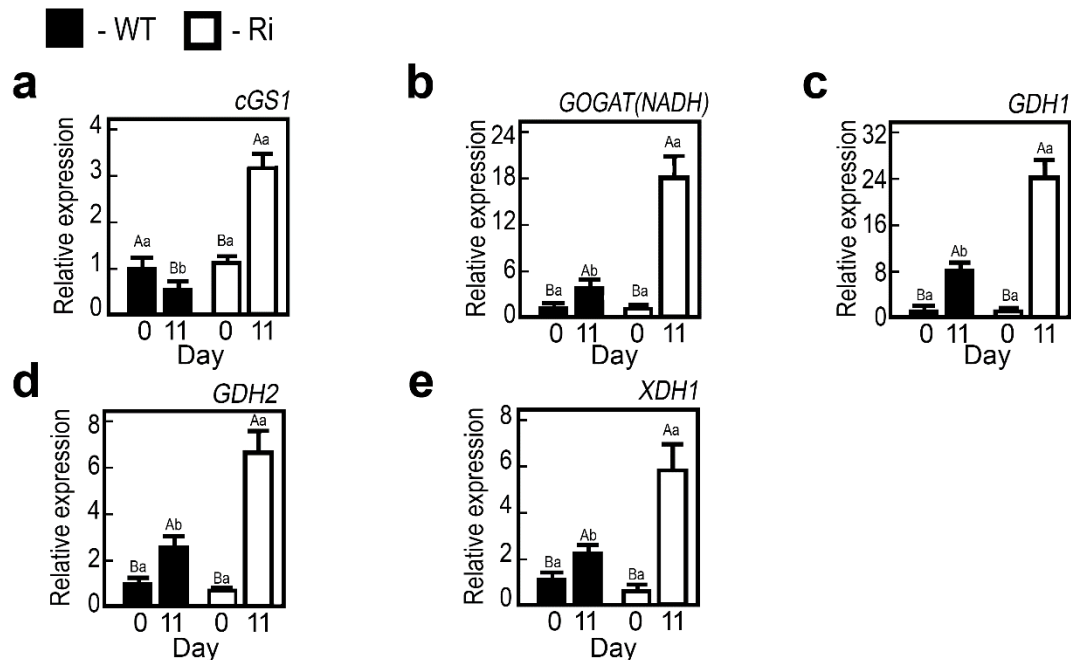 - WT - Ri
a
cGS1
Relative expression
4
3
2
1
0
Aa
Bb
Ba
Aa
0 11 0 11
Day
b
GOGAT(NADH)
Relative expression
24
18
12
6
0
Ba
Ab
Ba
Aa
0 11 0 11
Day
c
GDH1
Relative expression
32
24
16
8
0
Ba
Ab
Ba
Aa
0 11 0 11
Day
d
GDH2
Relative expression
8
6
4
2
0
Ba
Ab
Ba
Aa
0 11 0 11
Day
e
XDH1
Relative expression
8
6
4
2
0
Ba
Ab
Ba
Aa
0 11 0 11
Day